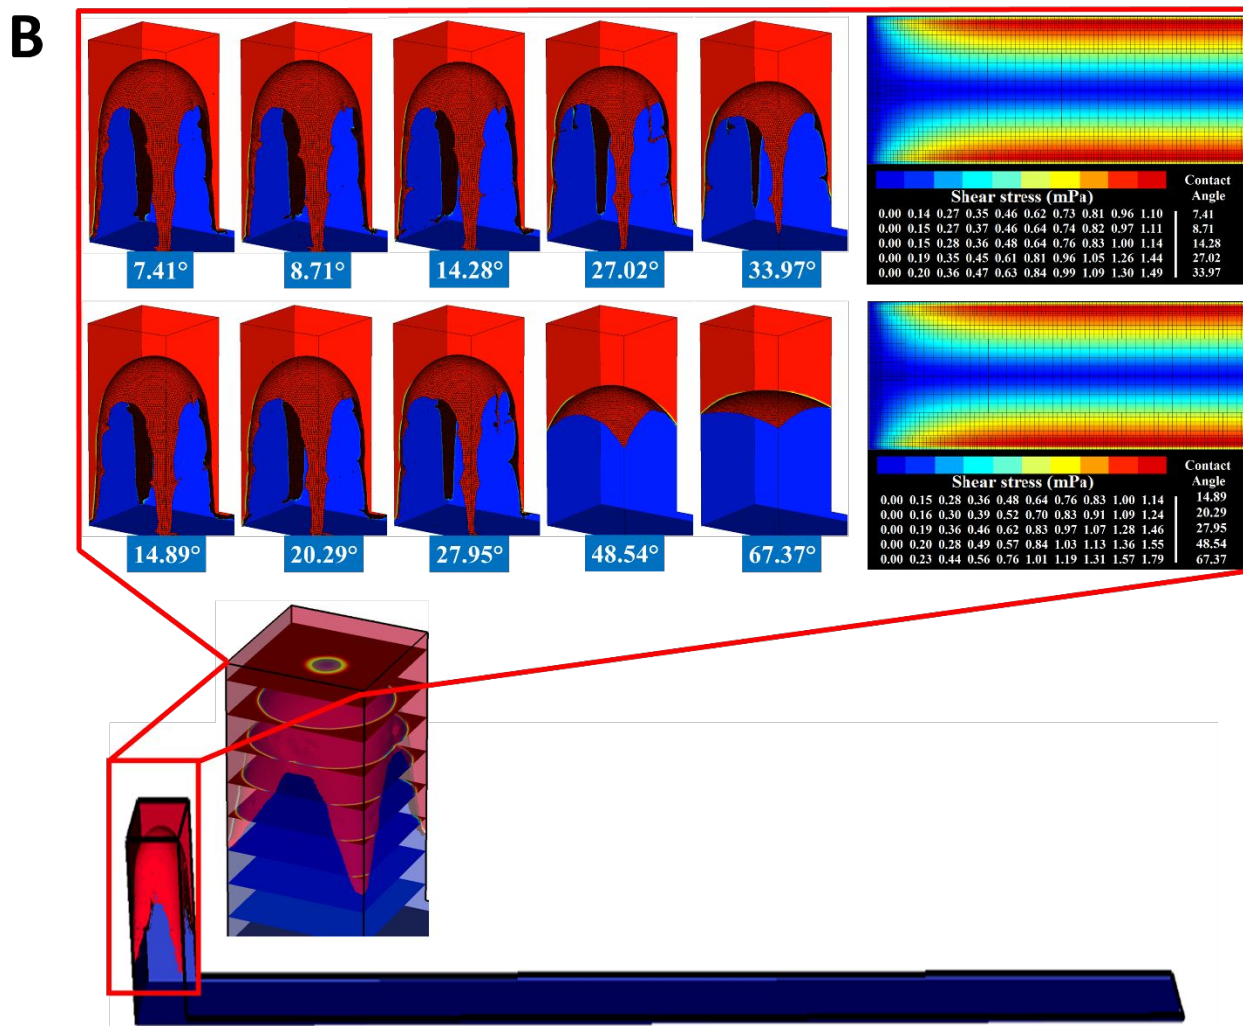 B
7.41° 8.71° 14.28° 27.02° 33.97°
Shear stress (mPa) Contact Angle
0.00 0.14 0.27 0.35 0.46 0.62 0.73 0.81 0.96 1.10 7.41
0.00 0.15 0.27 0.37 0.46 0.64 0.74 0.82 0.97 1.11 8.71
0.00 0.15 0.28 0.36 0.48 0.64 0.76 0.83 1.00 1.14 14.28
0.00 0.19 0.35 0.45 0.61 0.81 0.96 1.05 1.26 1.44 27.02
0.00 0.20 0.36 0.47 0.63 0.84 0.99 1.09 1.30 1.49 33.97
14.89° 20.29° 27.95° 48.54° 67.37°
Shear stress (mPa) Contact Angle
0.00 0.15 0.28 0.36 0.48 0.64 0.76 0.83 1.00 1.14 14.89
0.00 0.16 0.30 0.39 0.52 0.70 0.83 0.91 1.09 1.24 20.29
0.00 0.19 0.36 0.46 0.62 0.83 0.97 1.07 1.28 1.46 27.95
0.00 0.20 0.28 0.49 0.57 0.84 1.03 1.13 1.36 1.55 48.54
0.00 0.23 0.44 0.56 0.76 1.01 1.19 1.31 1.57 1.79 67.37